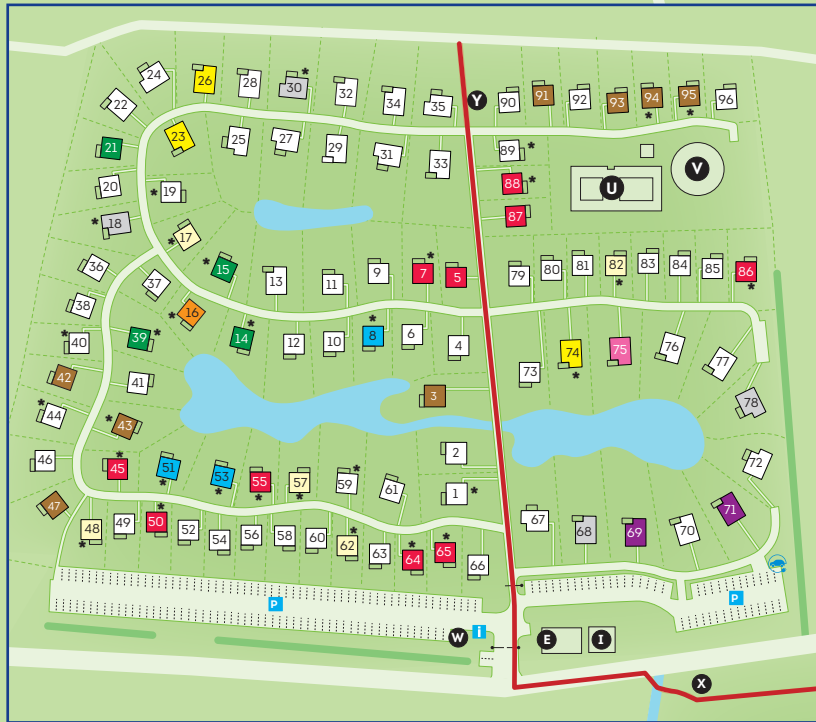 24 26 28 30* 32 34 35 Y 90 91 92 93 94* 95* 96
22 23 25 27 29 31 33 89* V
21 20 *19 88* U
*18 *17 87
36 37 *15 13 11 9 7* 5 79 80 81 82* 83 84 85 86*
38 *16
*40 39* 14* 12 10 8* 6 4 73 74* 75 76 77
42 41 3 78
*44 *43
46 45* 51* 53* 55* 57* 59* 61 2 1* 72
47 48* 49 50* 52 54 56 58 60 62* 63 64* 65* 66 67 68 69 70 71
P P
W i E I
X